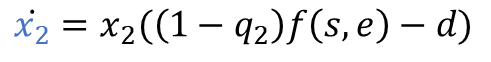 ẋ₂ = x₂((1 − q₂)f(s, e) − d)